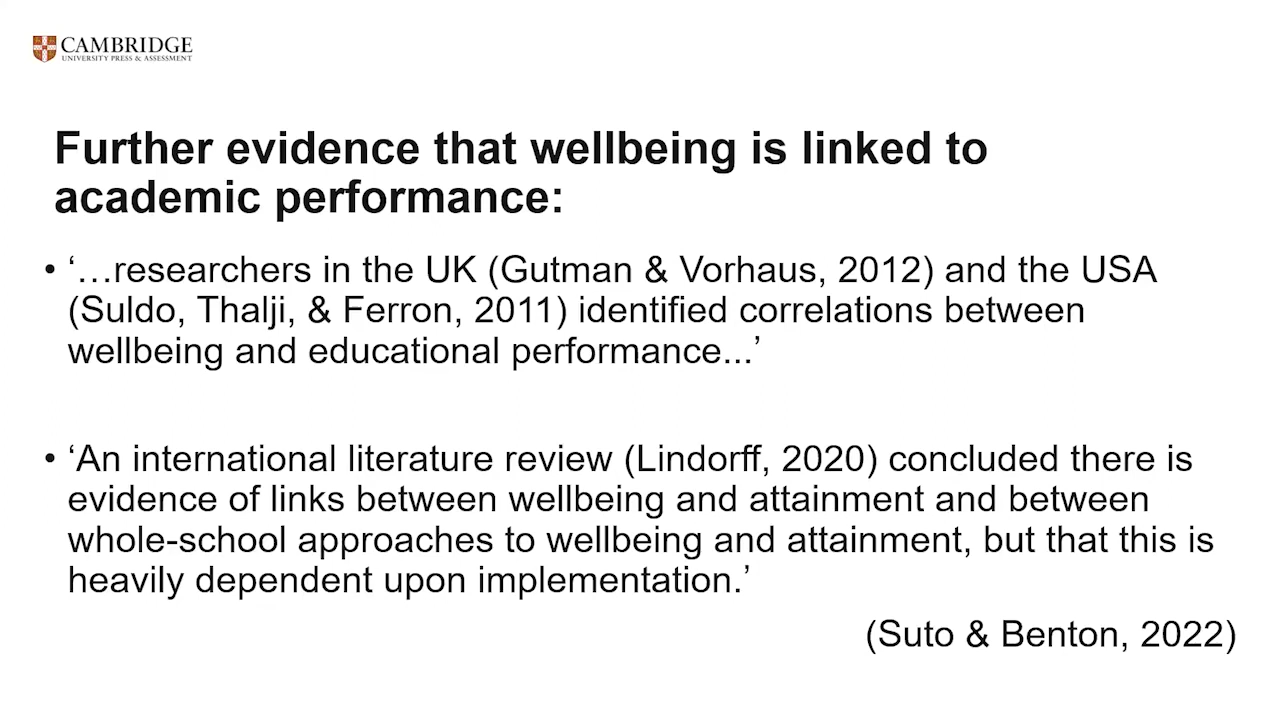 CAMBRIDGE
UNIVERSITY PRESS & ASSESSMENT
Further evidence that wellbeing is linked to
academic performance:
• ‘…researchers in the UK (Gutman & Vorhaus, 2012) and the USA
(Suldo, Thalji, & Ferron, 2011) identified correlations between
wellbeing and educational performance...’
• ‘An international literature review (Lindorff, 2020) concluded there is
evidence of links between wellbeing and attainment and between
whole-school approaches to wellbeing and attainment, but that this is
heavily dependent upon implementation.’
(Suto & Benton, 2022)